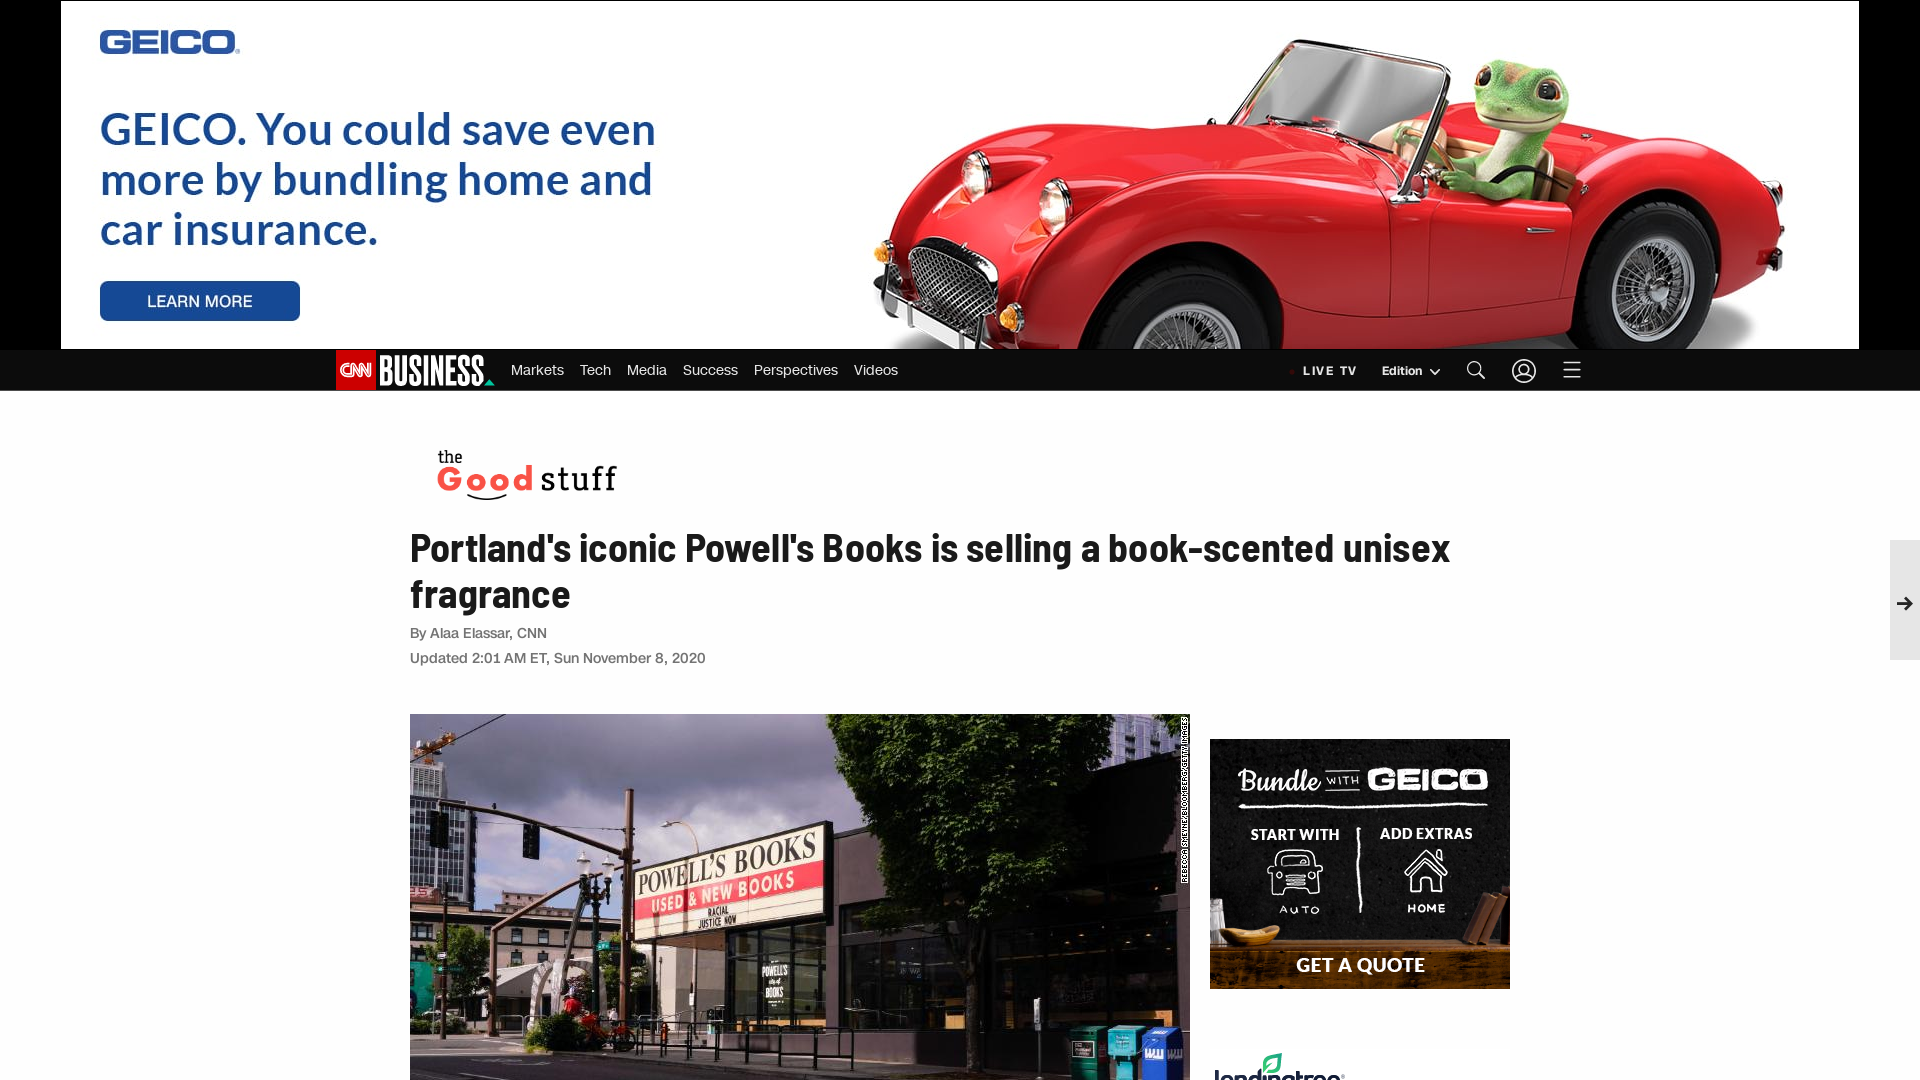 GEICO
GEICO. You could save even
more by bundling home and
car insurance.
LEARN MORE
CNN BUSINESS
Markets
Tech
Media
Success
Perspectives
Videos
LIVE TV
Edition
the
Good stuff
Portland's iconic Powell's Books is selling a book-scented unisex
fragrance
By Alaa Elassar, CNN
Updated 2:01 AM ET, Sun November 8, 2020
POWELL'S BOOKS
USED & NEW BOOKS
RACIAL
JUSTICE NOW
POWELL'S
BOOKS
REBECCA SMEYNE/BLOOMBERG/GETTY IMAGES
Bundle WITH GEICO
START WITH
ADD EXTRAS
AUTO
HOME
GET A QUOTE
lendingtree